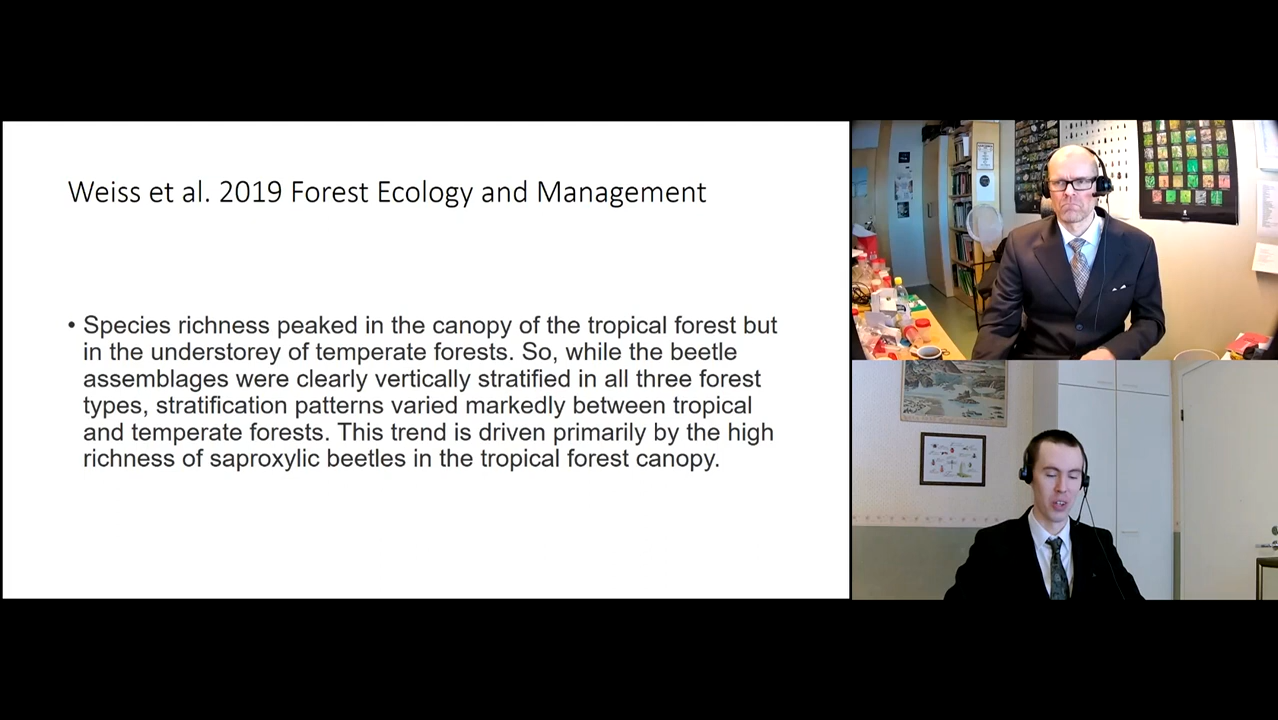 Weiss et al. 2019 Forest Ecology and Management
• Species richness peaked in the canopy of the tropical forest but
in the understorey of temperate forests. So, while the beetle
assemblages were clearly vertically stratified in all three forest
types, stratification patterns varied markedly between tropical
and temperate forests. This trend is driven primarily by the high
richness of saproxylic beetles in the tropical forest canopy.